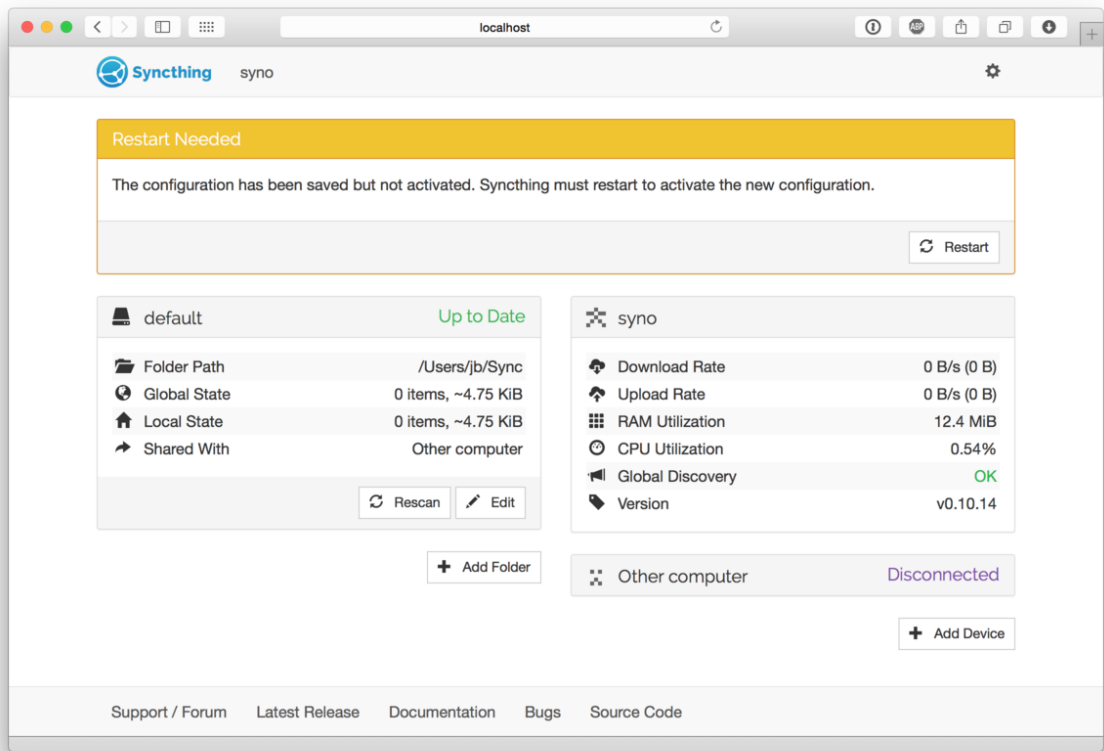 localhost
ABP
Syncthing syno
Restart Needed
The configuration has been saved but not activated. Syncthing must restart to activate the new configuration.
Restart
default Up to Date
Folder Path /Users/jb/Sync
Global State 0 items, ~4.75 KiB
Local State 0 items, ~4.75 KiB
Shared With Other computer
Rescan Edit
Add Folder
syno
Download Rate 0 B/s (0 B)
Upload Rate 0 B/s (0 B)
RAM Utilization 12.4 MiB
CPU Utilization 0.54%
Global Discovery OK
Version v0.10.14
Other computer Disconnected
Add Device
Support / Forum Latest Release Documentation Bugs Source Code